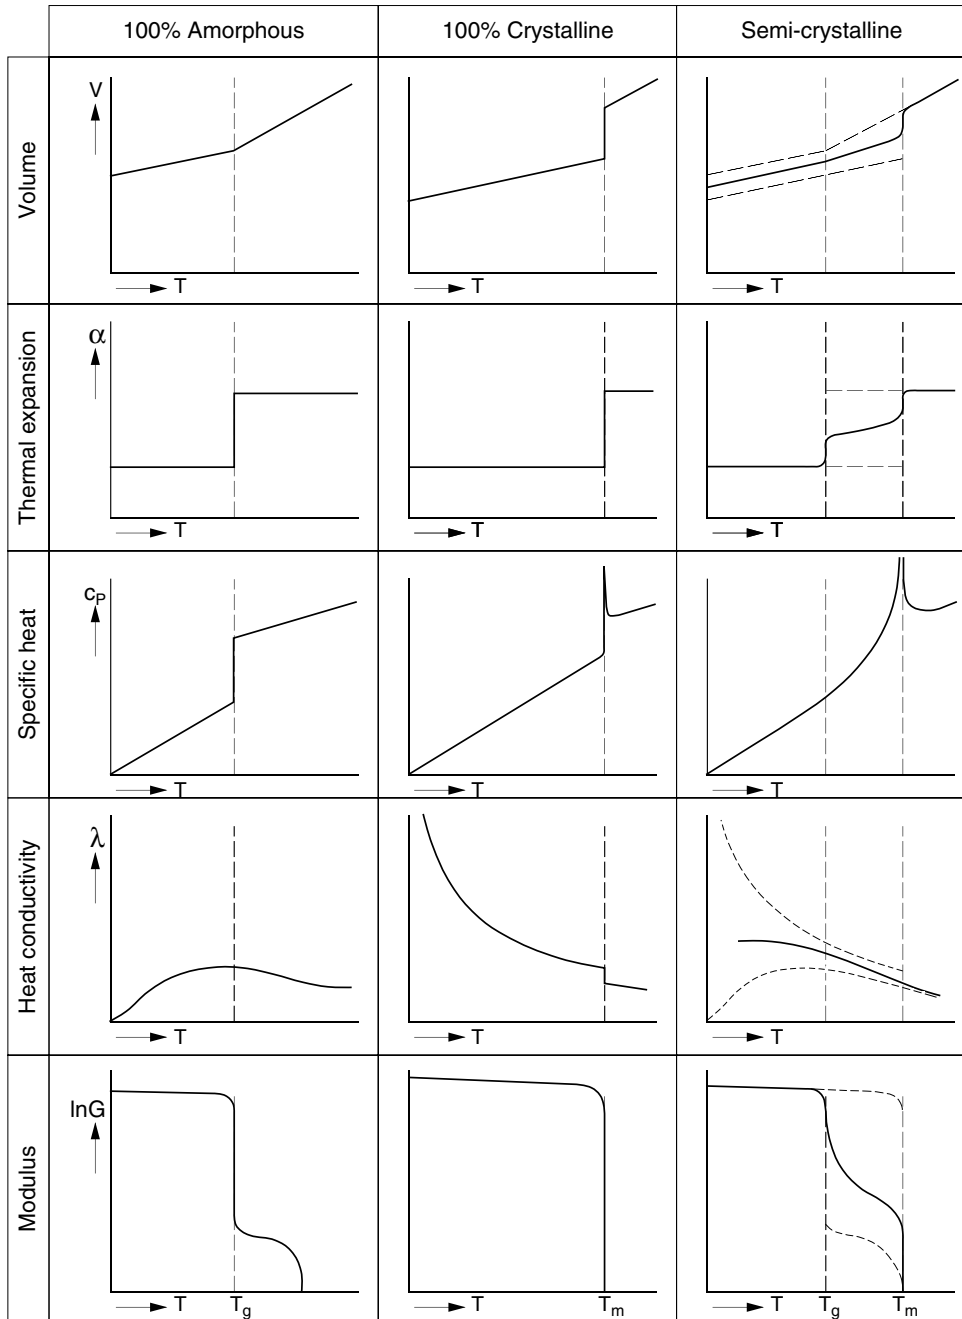 100% Amorphous
100% Crystalline
Semi-crystalline
Volume
V
T
T
T
Thermal expansion
α
T
T
T
Specific heat
cP
T
T
T
Heat conductivity
λ
T
T
T
Modulus
lnG
T Tg
T Tm
T Tg Tm